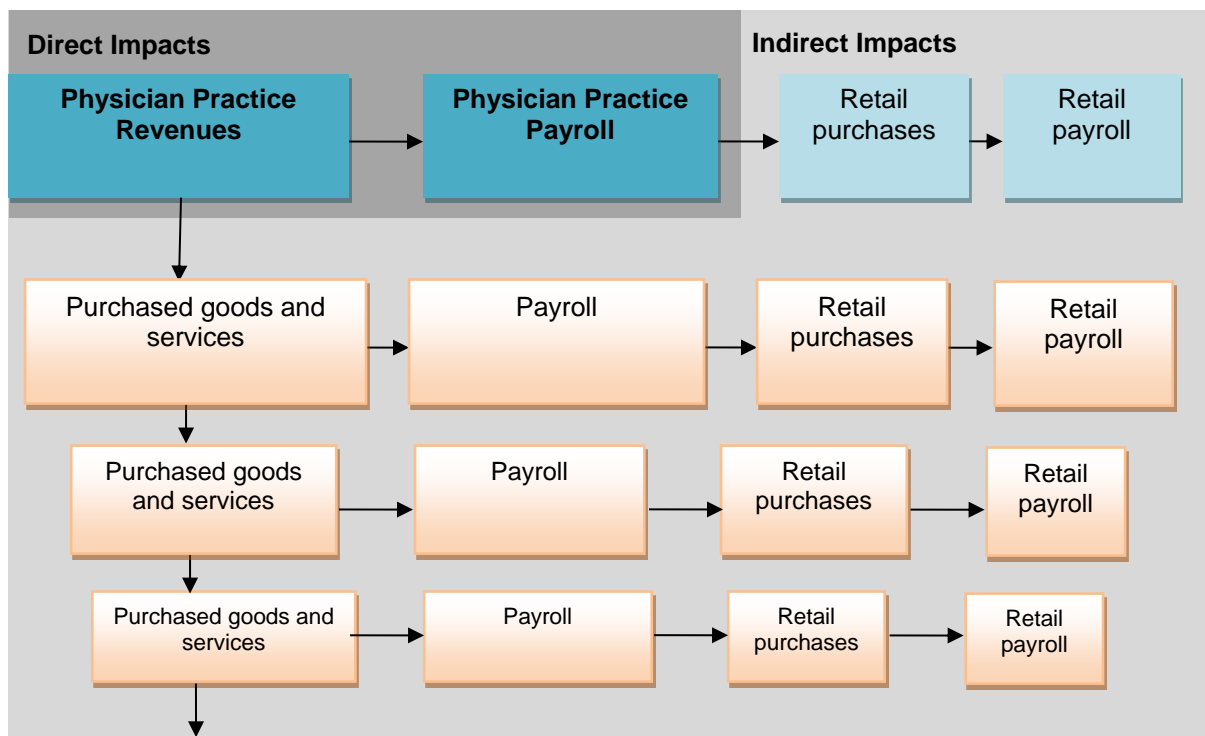 Direct Impacts
Indirect Impacts
Physician Practice
Revenues
Physician Practice
Payroll
Retail
purchases
Retail
payroll
Purchased goods and
services
Payroll
Retail
purchases
Retail
payroll
Purchased goods
and services
Payroll
Retail
purchases
Retail
payroll
Purchased goods and
services
Payroll
Retail
purchases
Retail
payroll